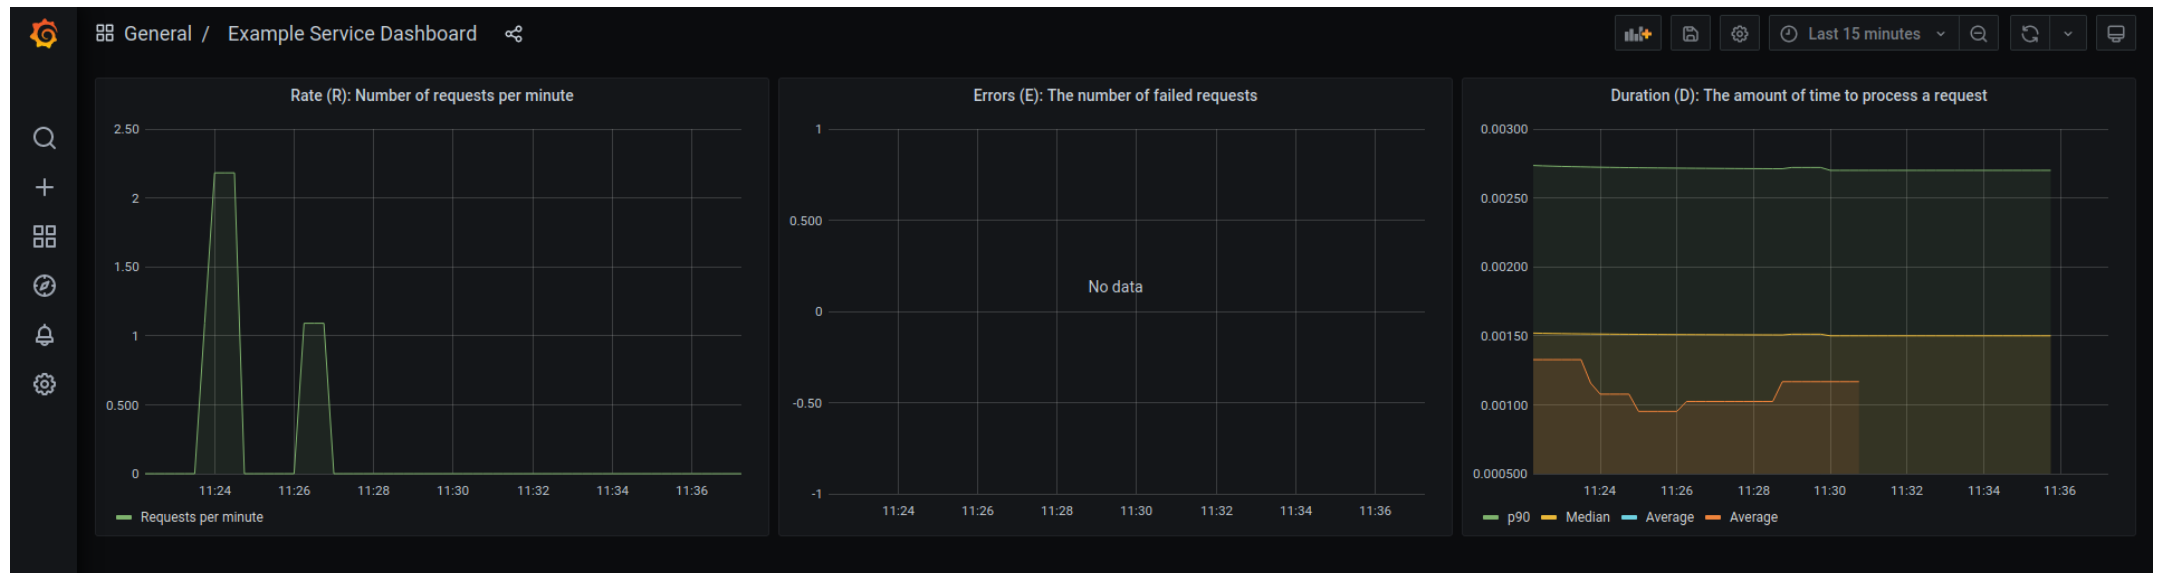 General / Example Service Dashboard
Last 15 minutes
Rate (R): Number of requests per minute
2.50
2
1.50
1
0.500
0
11:24 11:26 11:28 11:30 11:32 11:34 11:36
Requests per minute
Errors (E): The number of failed requests
1
0.500
No data
0
-0.50
-1
11:24 11:26 11:28 11:30 11:32 11:34 11:36
Duration (D): The amount of time to process a request
0.00300
0.00250
0.00200
0.00150
0.00100
0.000500
11:24 11:26 11:28 11:30 11:32 11:34 11:36
p90 Median Average Average